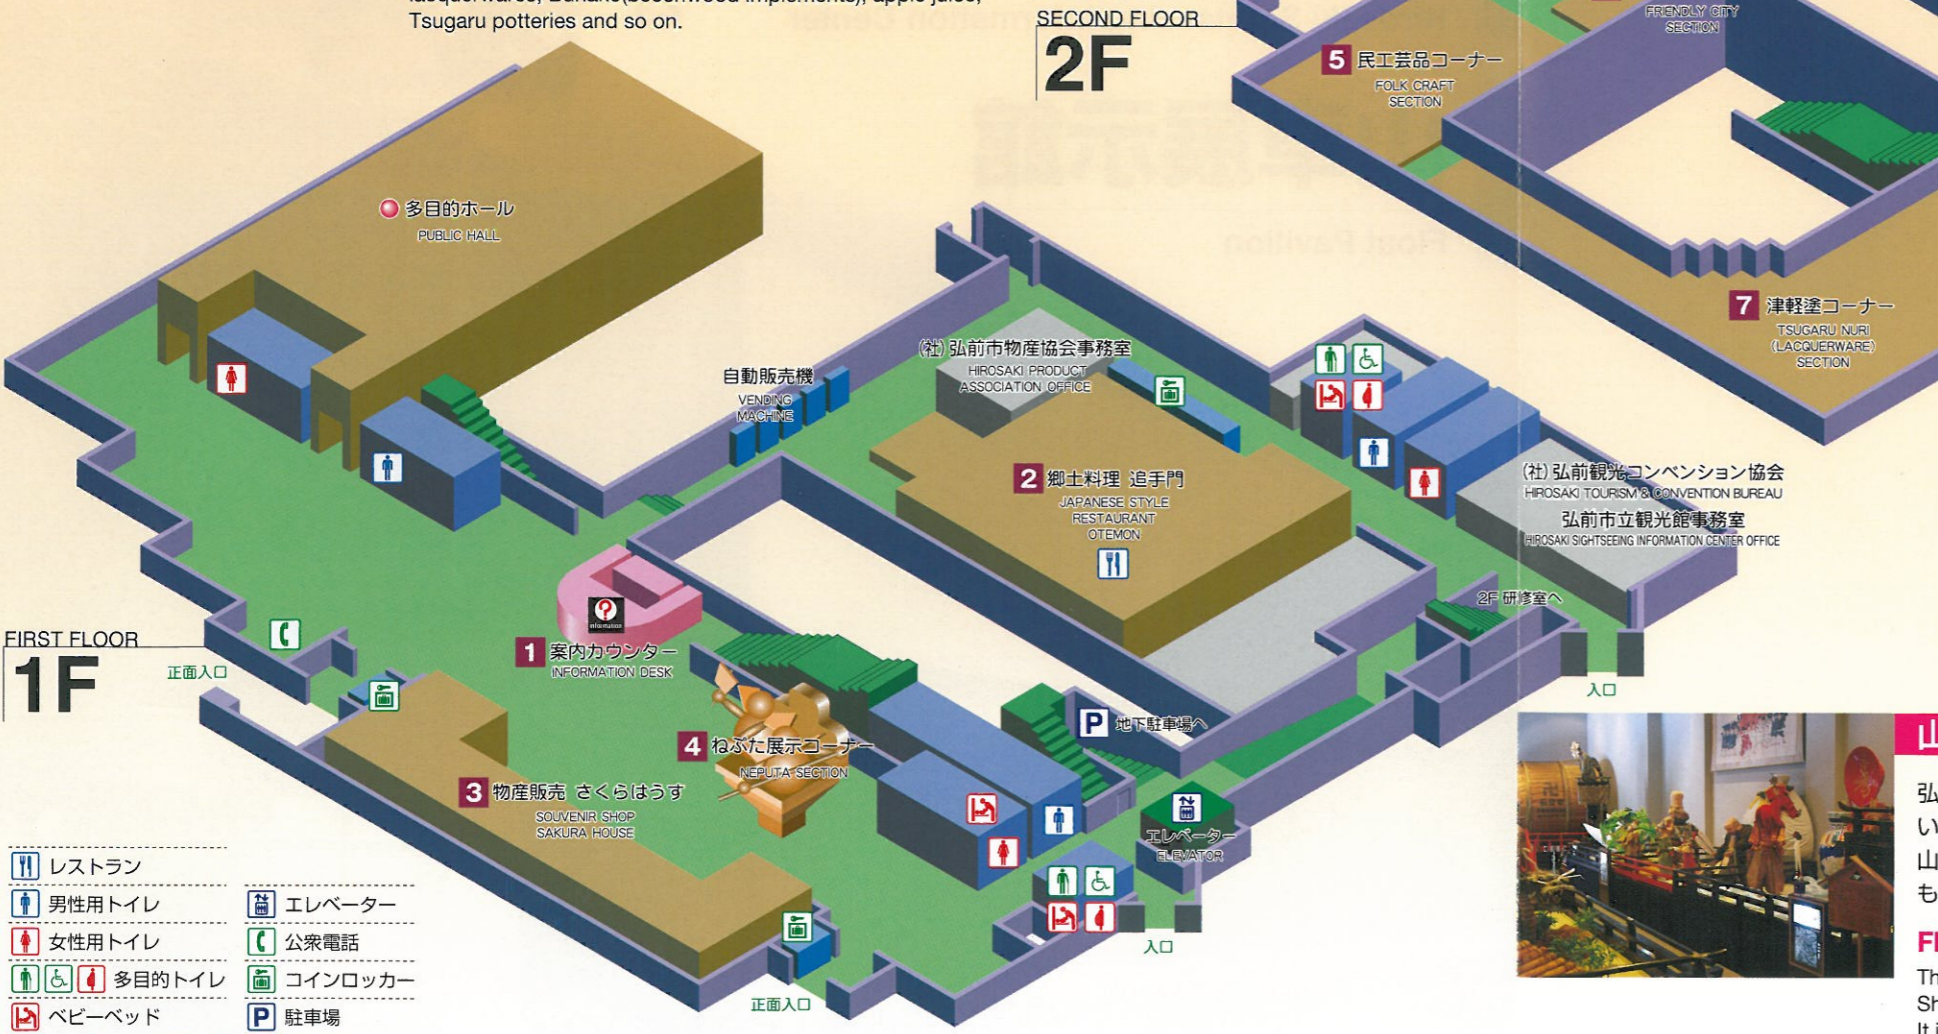 Tsugaru potteries and so on.
SECOND FLOOR
2F
FRIENDLY CITY
SECTION
5 民工芸品コーナー
FOLK CRAFT
SECTION
7 津軽塗コーナー
TSUGARU NURI
(LACQUERWARE)
SECTION
多目的ホール
PUBLIC HALL
自動販売機
VENDING
MACHINE
(社)弘前市物産協会事務室
HIROSAKI PRODUCT
ASSOCIATION OFFICE
2 郷土料理 追手門
JAPANESE STYLE
RESTAURANT
OTEMON
(社)弘前観光コンベンション協会
HIROSAKI TOURISM & CONVENTION BUREAU
弘前市立観光館事務室
HIROSAKI SIGHTSEEING INFORMATION CENTER OFFICE
2F 研修室へ
入口
FIRST FLOOR
1F
正面入口
?
information
1 案内カウンター
INFORMATION DESK
P 地下駐車場へ
4 ねぷた展示コーナー
NEPUTA SECTION
3 物産販売 さくらはうす
SOUVENIR SHOP
SAKURA HOUSE
エレベーター
ELEVATOR
入口
正面入口
レストラン
男性用トイレ
女性用トイレ
多目的トイレ
ベビーベッド
エレベーター
公衆電話
コインロッカー
P 駐車場
山
弘
い
山
も
Th
Sh